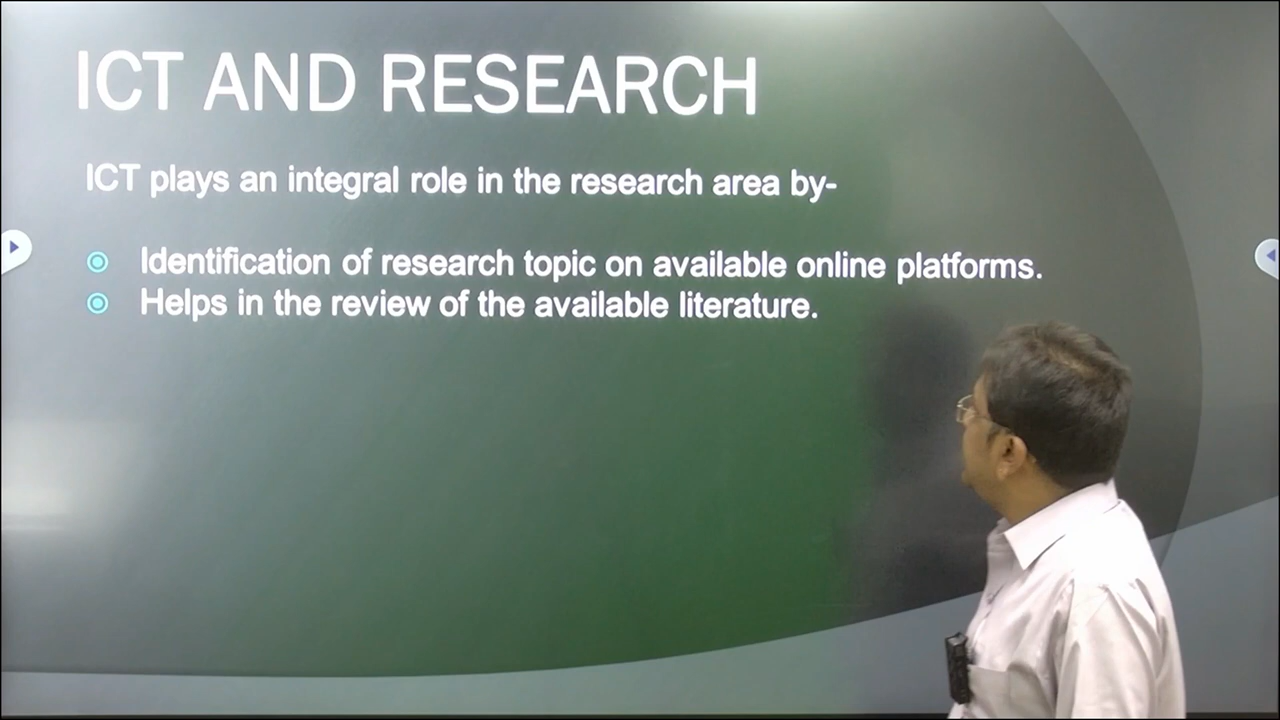 ICT AND RESEARCH
ICT plays an integral role in the research area by-
Identification of research topic on available online platforms.
Helps in the review of the available literature.